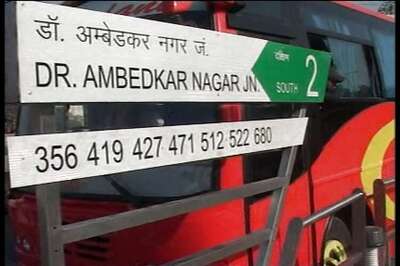 डॉ. अम्बेडकर नगर जं.
DR. AMBEDKAR NAGAR JN.
दक्षिण
SOUTH
2
356 419 427 471 512 522 680